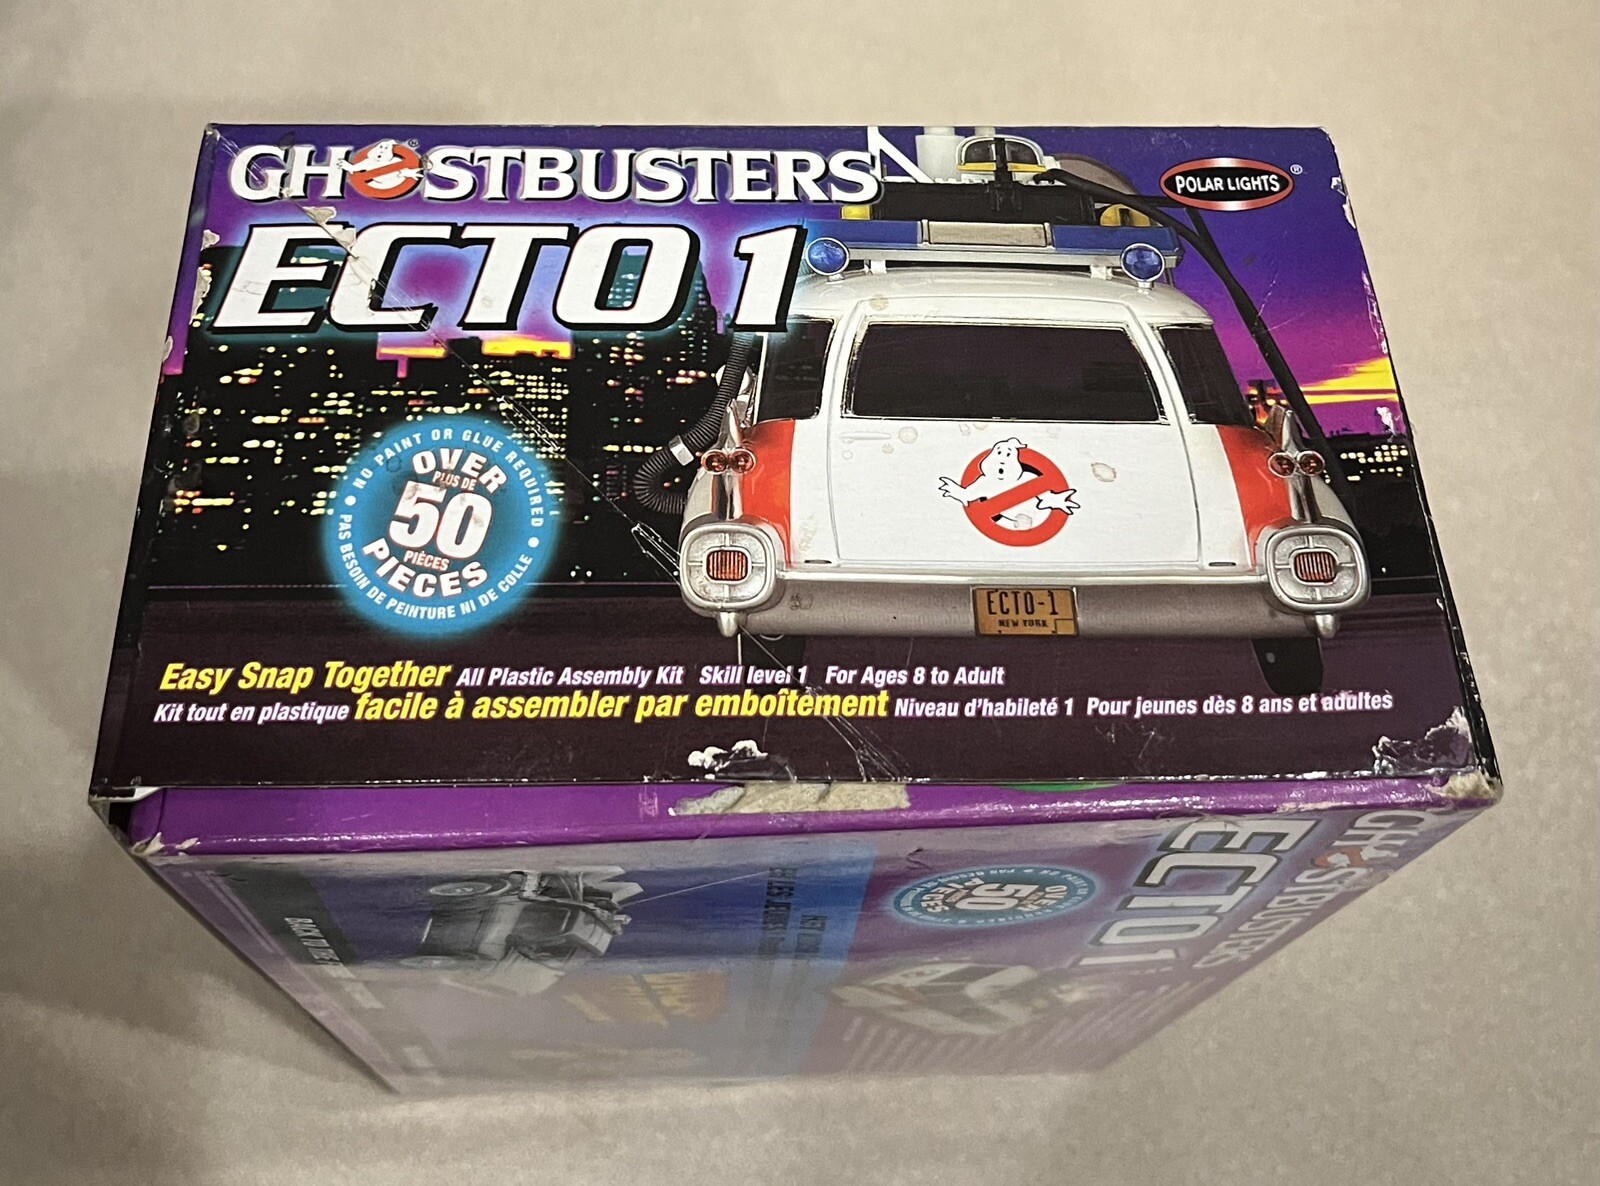 GHOSTBUSTERS®
ECTO 1
POLAR LIGHTS®
NO PAINT OR GLUE REQUIRED
OVER
PLUS DE
50
PIÈCES
PIECES
PAS BESOIN DE PEINTURE NI DE COLLE
ECTO-1
NEW YORK
Easy Snap Together All Plastic Assembly Kit Skill level 1 For Ages 8 to Adult
Kit tout en plastique facile à assembler par emboîtement Niveau d'habileté 1 Pour jeunes dès 8 ans et adultes
GHOSTBUSTERS
ECTO 1
OVER
50
BACK TO THE